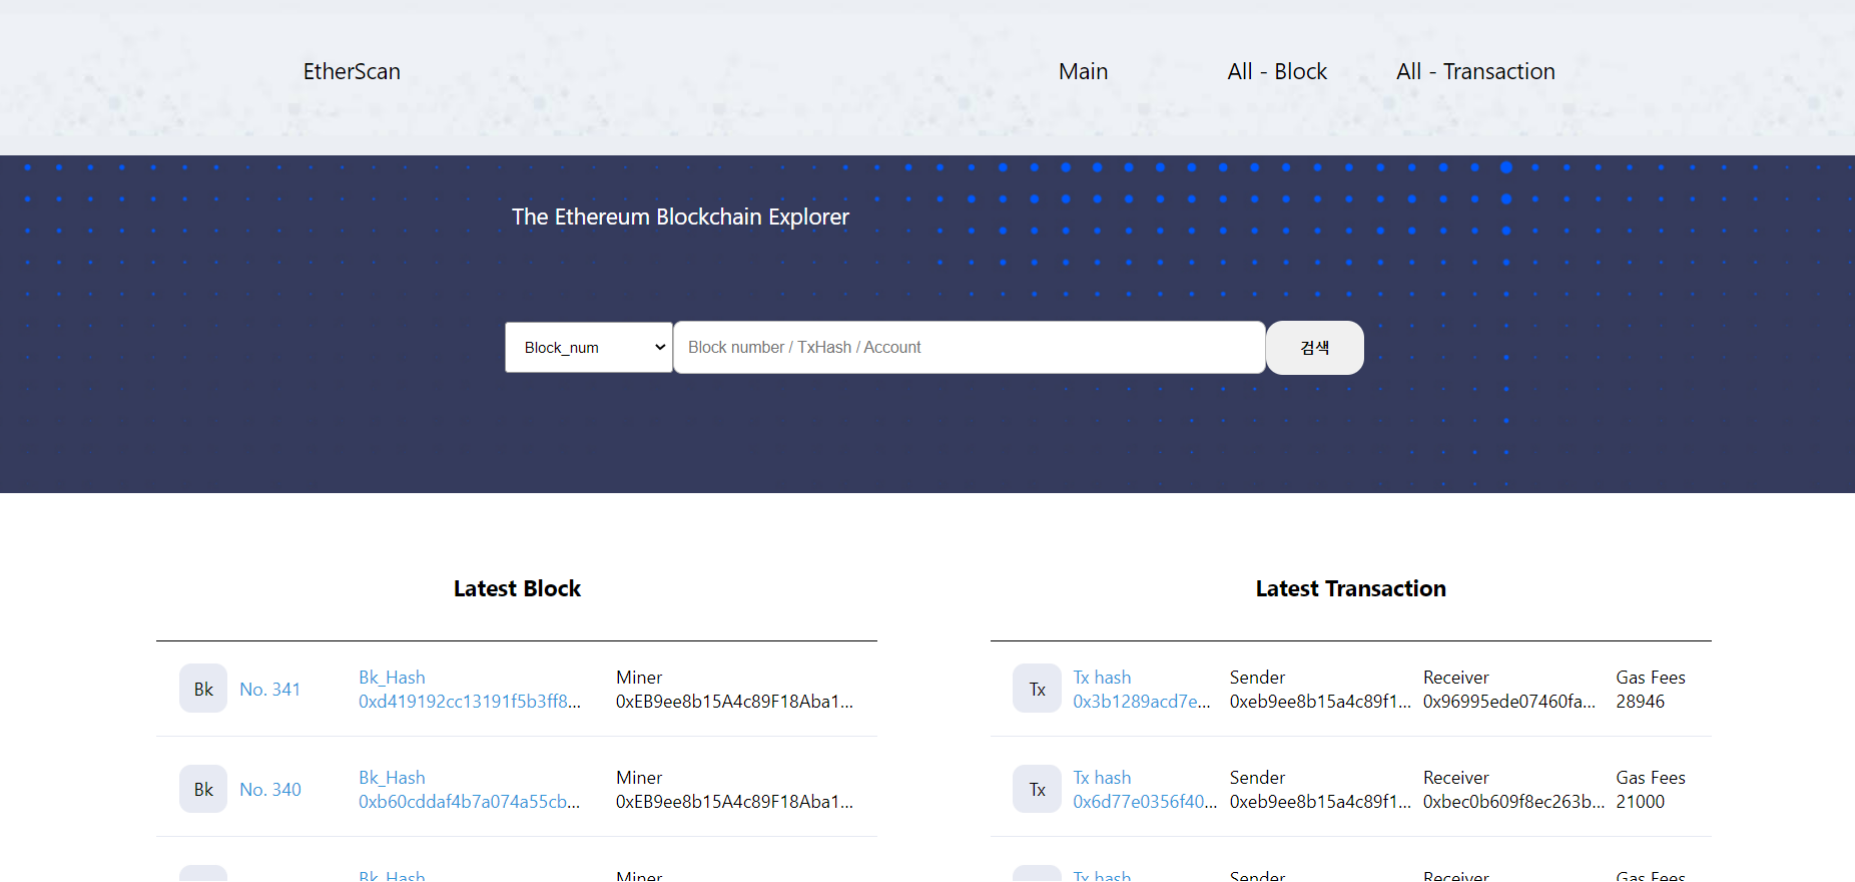 EtherScan Main All - Block All - Transaction
The Ethereum Blockchain Explorer
Block_num Block number / TxHash / Account 검색
Latest Block
Bk No. 341 Bk_Hash Miner
0xd419192cc13191f5b3ff8... 0xEB9ee8b15A4c89F18Aba1...
Bk No. 340 Bk_Hash Miner
0xb60cddaf4b7a074a55cb... 0xEB9ee8b15A4c89F18Aba1...
Bk_Hash Miner
Latest Transaction
Tx Tx hash Sender Receiver Gas Fees
0x3b1289acd7e... 0xeb9ee8b15a4c89f1... 0x96995ede07460fa... 28946
Tx Tx hash Sender Receiver Gas Fees
0x6d77e0356f40... 0xeb9ee8b15a4c89f1... 0xbec0b609f8ec263b... 21000
Tx hash Sender Receiver Gas Fees